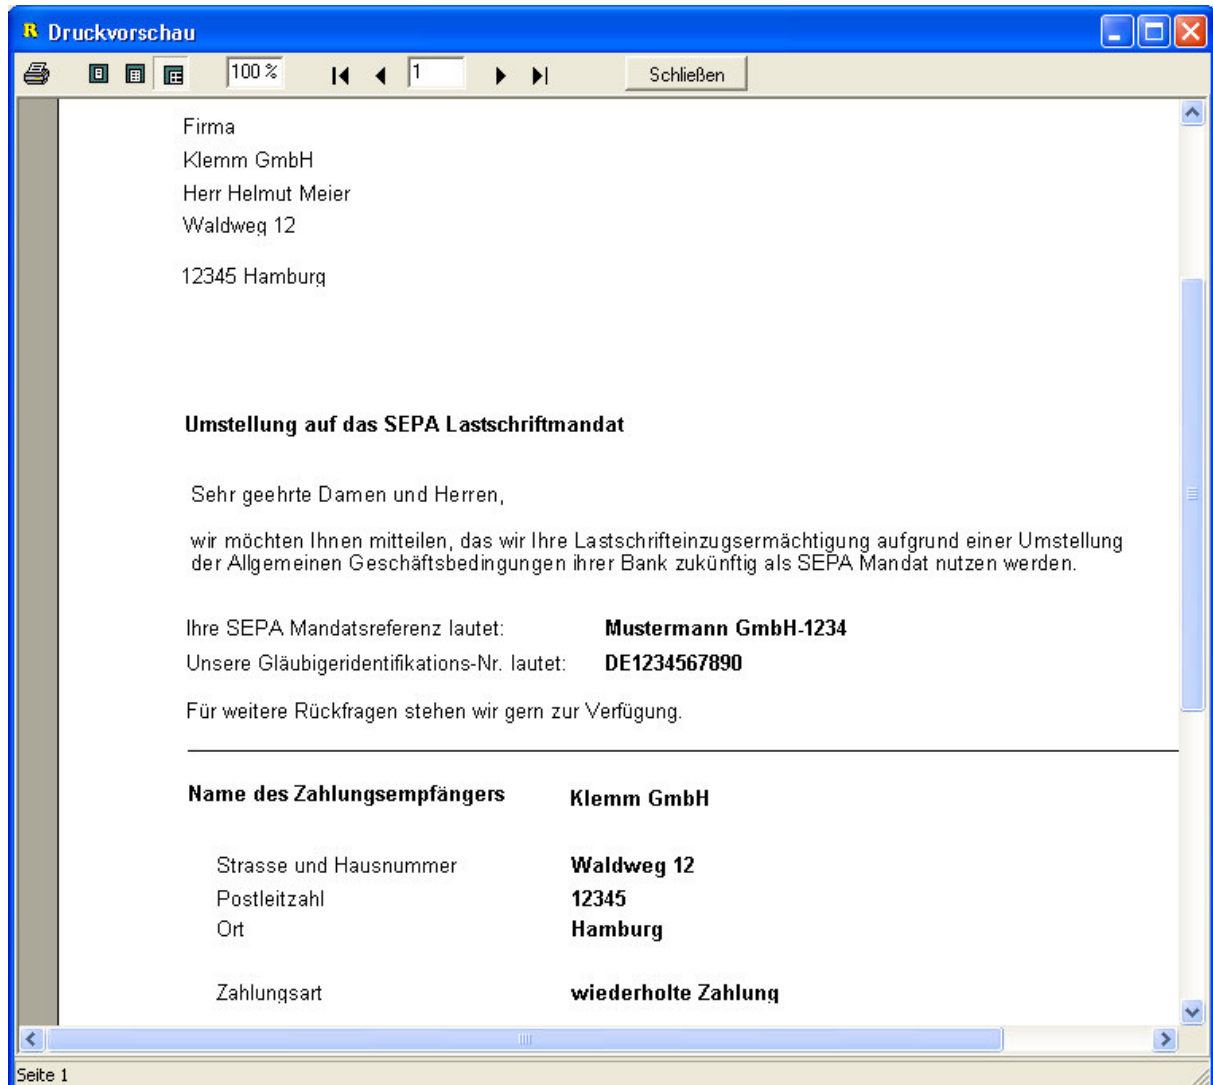 Druckvorschau
100 % 1 Schließen
Firma
Klemm GmbH
Herr Helmut Meier
Waldweg 12
12345 Hamburg
Umstellung auf das SEPA Lastschriftmandat
Sehr geehrte Damen und Herren,
wir möchten Ihnen mitteilen, das wir Ihre Lastschrifteinzugsermächtigung aufgrund einer Umstellung
der Allgemeinen Geschäftsbedingungen ihrer Bank zukünftig als SEPA Mandat nutzen werden.
Ihre SEPA Mandatsreferenz lautet: Mustermann GmbH-1234
Unsere Gläubigeridentifikations-Nr. lautet: DE1234567890
Für weitere Rückfragen stehen wir gern zur Verfügung.
Name des Zahlungsempfängers Klemm GmbH
Strasse und Hausnummer Waldweg 12
Postleitzahl 12345
Ort Hamburg
Zahlungsart wiederholte Zahlung
Seite 1